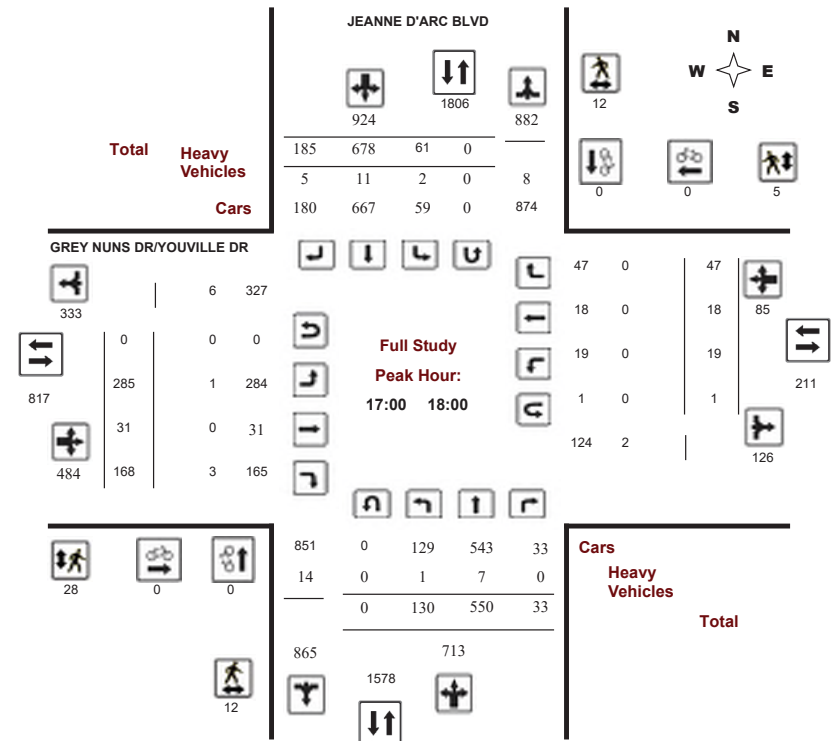 JEANNE D'ARC BLVD
N
W E
S
1806
12
924 882
Total Heavy Vehicles
185 678 61 0
5 11 2 0 8
Cars 180 667 59 0 874
0 0 5
GREY NUNS DR/YOUVILLE DR
333 6 327
47 0 47
85
0 0 0
18 0 18
817
Full Study
285 1 284
19 0 19
211
Peak Hour:
17:00 18:00
1 0 1
31 0 31
484
124 2
126
168 3 165
851 0 129 543 33 Cars
14 0 1 7 0 Heavy
Vehicles
0 130 550 33
Total
28 0 0
865 713
1578
12